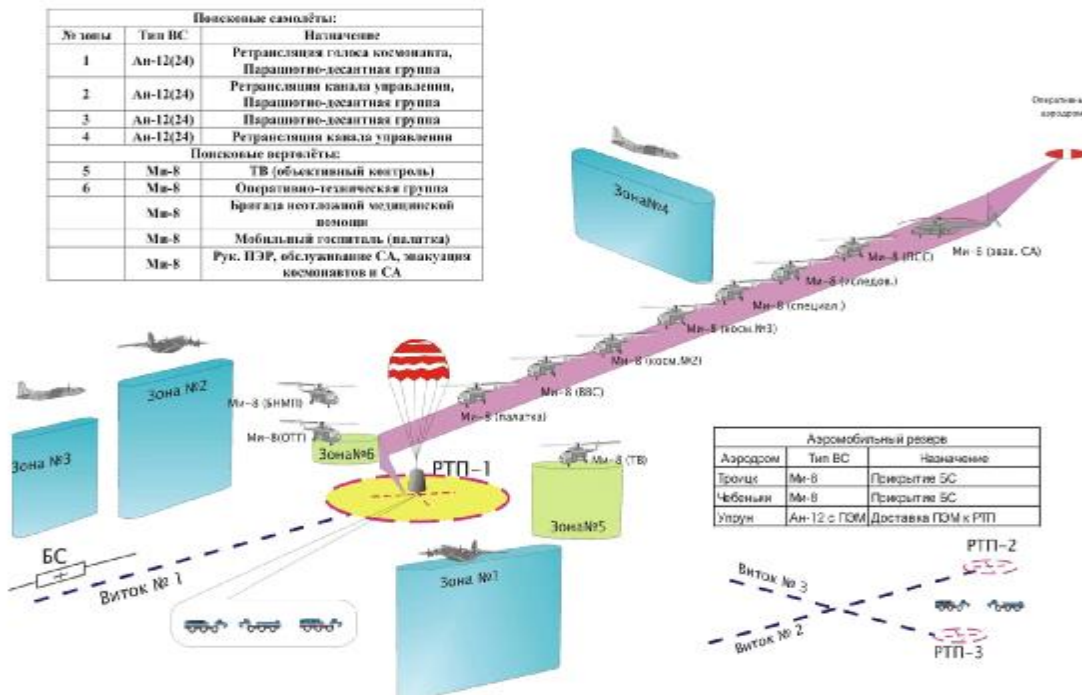 Поисковые самолёты:
№ зоны Тип ВС Назначение
1 Ан-12(24) Ретрансляция голоса космонавта,
Парашютно-десантная группа
2 Ан-12(24) Ретрансляция канала управления,
Парашютно-десантная группа
3 Ан-12(24) Парашютно-десантная группа
4 Ан-12(24) Ретрансляция канала управления
Поисковые вертолёты:
5 Ми-8 ТВ (объективный контроль)
6 Ми-8 Оперативно-техническая группа
Ми-8 Бригада неотложной медицинской
помощи
Ми-8 Мобильный госпиталь (палатка)
Ми-8 Рук. ПЭР, обслуживание СА, эвакуация
космонавтов и СА
аэродром
Зона№4
Ми-8 (ПСС)
Ми-8 (исследов.)
Ми-8 (специал.)
Ми-8 (косм.№3)
Ми-8 (косм.№2)
Ми-8 (ВВС)
Ми-8 (палатка)
Зона №2
Ми-8 (БНМП)
Ми-8(ОТГ)
Зона№6
Зона №3
РТП-1
Ми-8 (ТВ)
Зона№5
БС
Виток № 1
Зона №1
Аэромобильный резерв
Аэродром Тип ВС Назначение
Троицк Ми-8 Прикрытие БС
Чебеньки Ми-8 Прикрытие БС
Упрун Ан-12 с ПЭМ Доставка ПЭМ к РТП
РТП-2
Виток № 3
Виток № 2
РТП-3